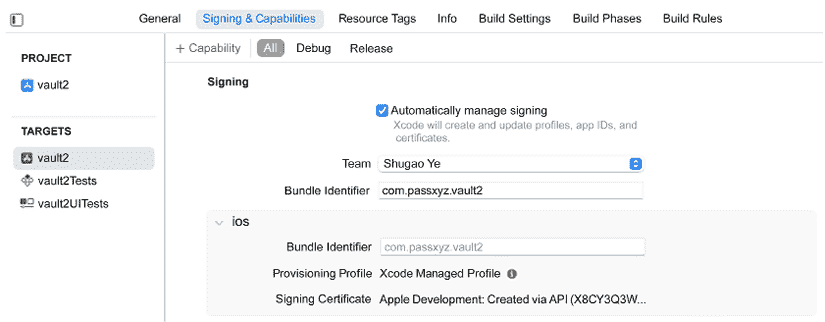 General Signing & Capabilities Resource Tags Info Build Settings Build Phases Build Rules
PROJECT
vault2
TARGETS
vault2
vault2Tests
vault2UITests
+ Capability All Debug Release
Signing
Automatically manage signing
Xcode will create and update profiles, app IDs, and
certificates.
Team Shugao Ye
Bundle Identifier com.passxyz.vault2
ios
Bundle Identifier com.passxyz.vault2
Provisioning Profile Xcode Managed Profile
Signing Certificate Apple Development: Created via API (X8CY3Q3W...